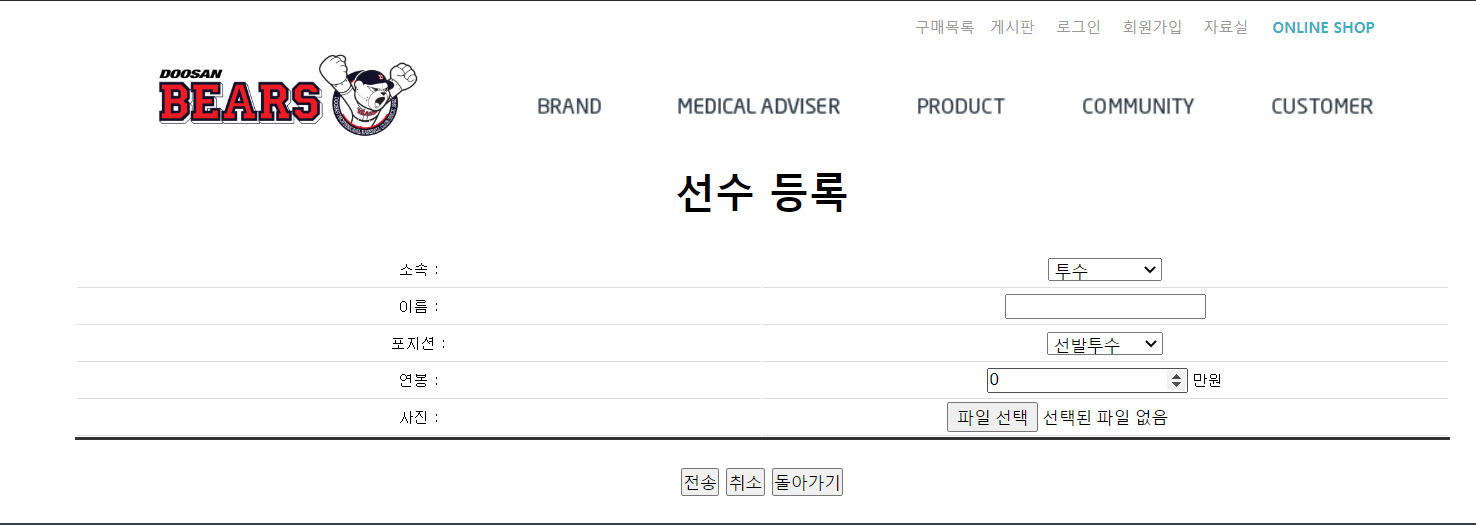 구매목록 게시판 로그인 회원가입 자료실 ONLINE SHOP
DOOSAN
BEARS
BRAND MEDICAL ADVISER PRODUCT COMMUNITY CUSTOMER
선수 등록
소속 : 투수
이름 :
포지션 : 선발투수
연봉 : 0 만원
사진 : 파일 선택 선택된 파일 없음
전송 취소 돌아가기